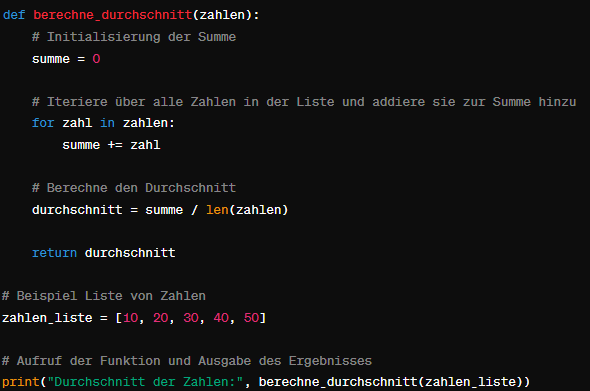 def berechne_durchschnitt(zahlen):
    # Initialisierung der Summe
    summe = 0

    # Iteriere über alle Zahlen in der Liste und addiere sie zur Summe hinzu
    for zahl in zahlen:
        summe += zahl

    # Berechne den Durchschnitt
    durchschnitt = summe / len(zahlen)

    return durchschnitt

# Beispiel Liste von Zahlen
zahlen_liste = [10, 20, 30, 40, 50]

# Aufruf der Funktion und Ausgabe des Ergebnisses
print("Durchschnitt der Zahlen:", berechne_durchschnitt(zahlen_liste))